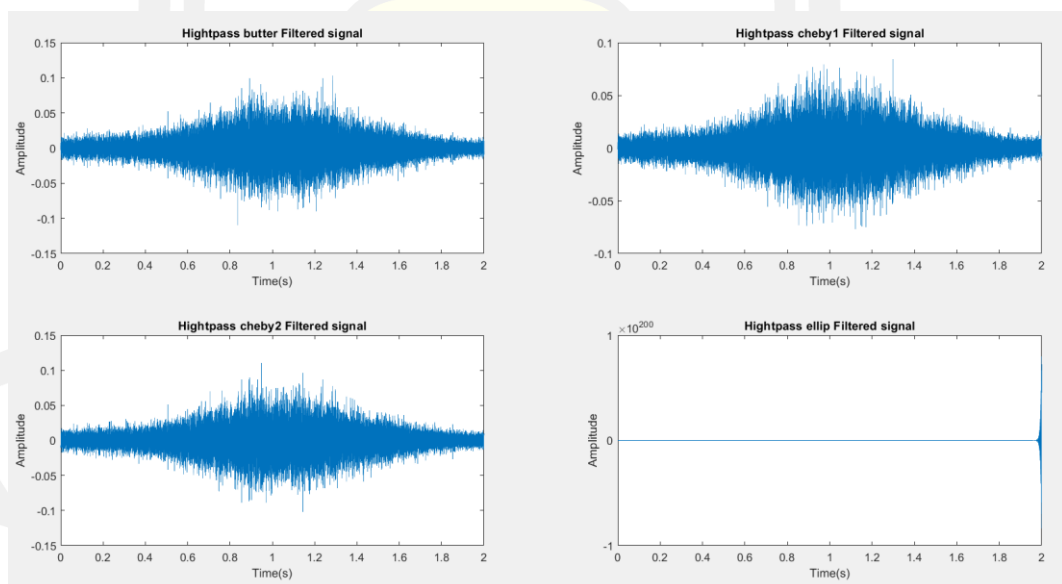 Hightpass butter Filtered signal
0.15
0.1
0.05
0
-0.05
-0.1
-0.15
Amplitude
0 0.2 0.4 0.6 0.8 1 1.2 1.4 1.6 1.8 2
Time(s)
Hightpass cheby1 Filtered signal
0.1
0.05
0
-0.05
-0.1
Amplitude
0 0.2 0.4 0.6 0.8 1 1.2 1.4 1.6 1.8 2
Time(s)
Hightpass cheby2 Filtered signal
0.15
0.1
0.05
0
-0.05
-0.1
-0.15
Amplitude
0 0.2 0.4 0.6 0.8 1 1.2 1.4 1.6 1.8 2
Time(s)
Hightpass ellip Filtered signal
×10²⁰⁰
1
0
-1
Amplitude
0 0.2 0.4 0.6 0.8 1 1.2 1.4 1.6 1.8 2
Time(s)